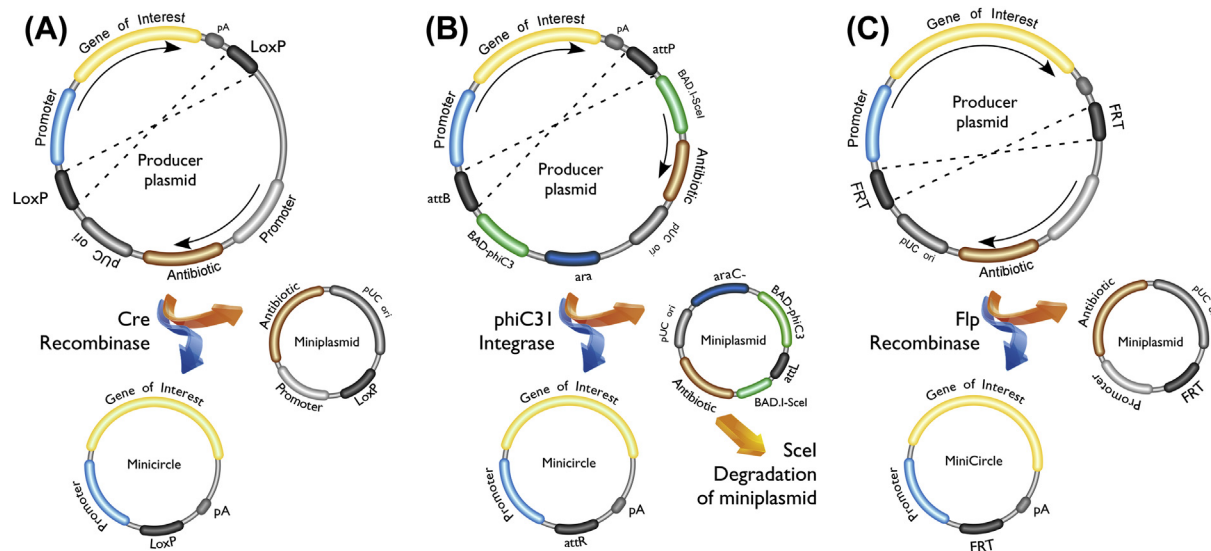 (A)
Gene of Interest
pA
LoxP
Promoter
Producer
plasmid
LoxP
pUC ori
Antibiotic
Promoter
Cre
Recombinase
Antibiotic
pUC ori
Miniplasmid
Promoter
LoxP
Gene of Interest
Minicircle
Promoter
LoxP
pA
(B)
Gene of Interest
pA
attP
BAD.I-SceI
Promoter
Producer
plasmid
Antibiotic
attB
BAD-phiC3
ara
pUC ori
phiC31
Integrase
araC-
BAD-phiC3
pUC ori
Miniplasmid
attL
Antibiotic
BAD.I-SceI
SceI
Degradation
of miniplasmid
Gene of Interest
Minicircle
Promoter
attR
pA
(C)
Gene of Interest
Promoter
Producer
plasmid
FRT
FRT
pUC ori
Antibiotic
Flp
Recombinase
Antibiotic
Miniplasmid
Promoter
FRT
Gene of Interest
MiniCircle
Promoter
FRT
pA